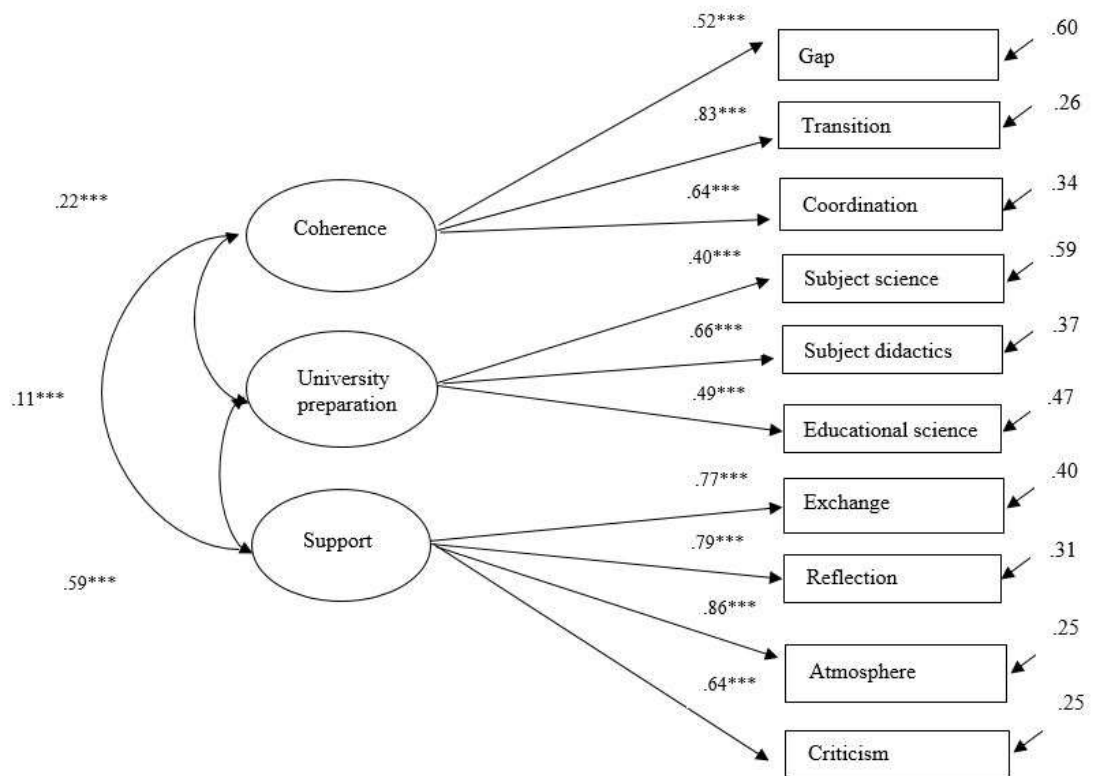 .52***
.60
Gap
.83***
.26
Transition
.22***
.64***
.34
Coherence
Coordination
.40***
.59
Subject science
.66***
.37
University
preparation
Subject didactics
.11***
.49***
.47
Educational science
.77***
.40
Exchange
Support
.79***
.31
Reflection
.59***
.86***
.25
Atmosphere
.64***
.25
Criticism